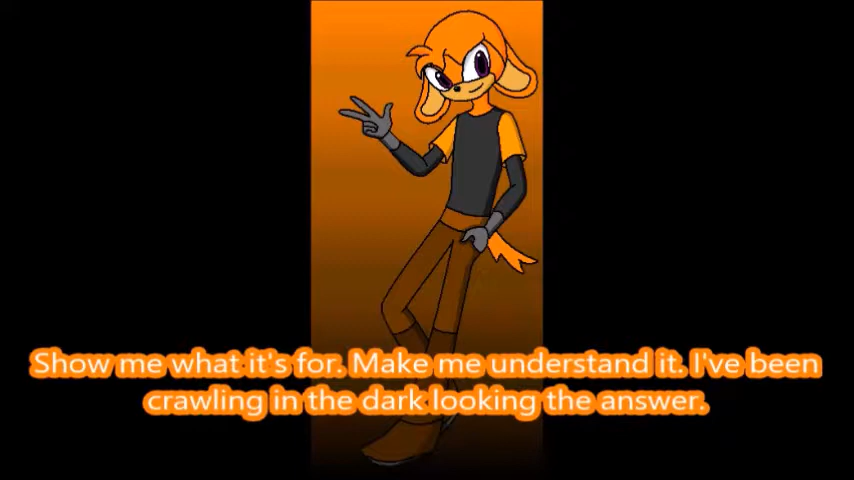 Show me what it's for. Make me understand it. I've been
crawling in the dark looking the answer.